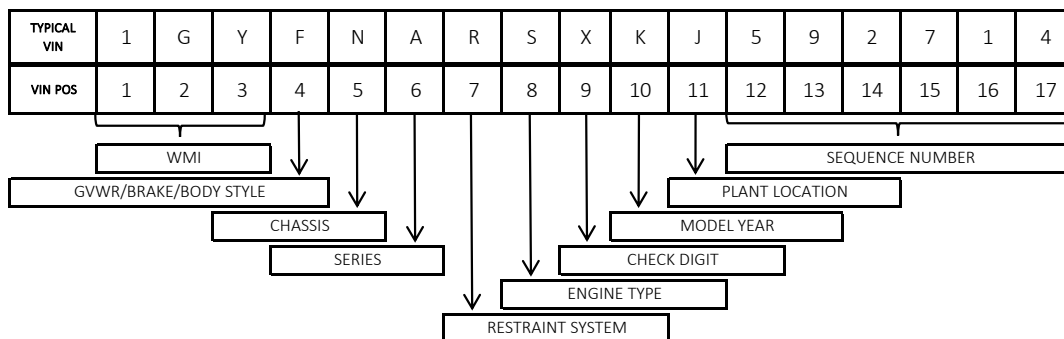 TYPICAL VIN 1 G Y F N A R S X K J 5 9 2 7 1 4
VIN POS 1 2 3 4 5 6 7 8 9 10 11 12 13 14 15 16 17
WMI SEQUENCE NUMBER
GVWR/BRAKE/BODY STYLE PLANT LOCATION
CHASSIS MODEL YEAR
SERIES CHECK DIGIT
ENGINE TYPE
RESTRAINT SYSTEM